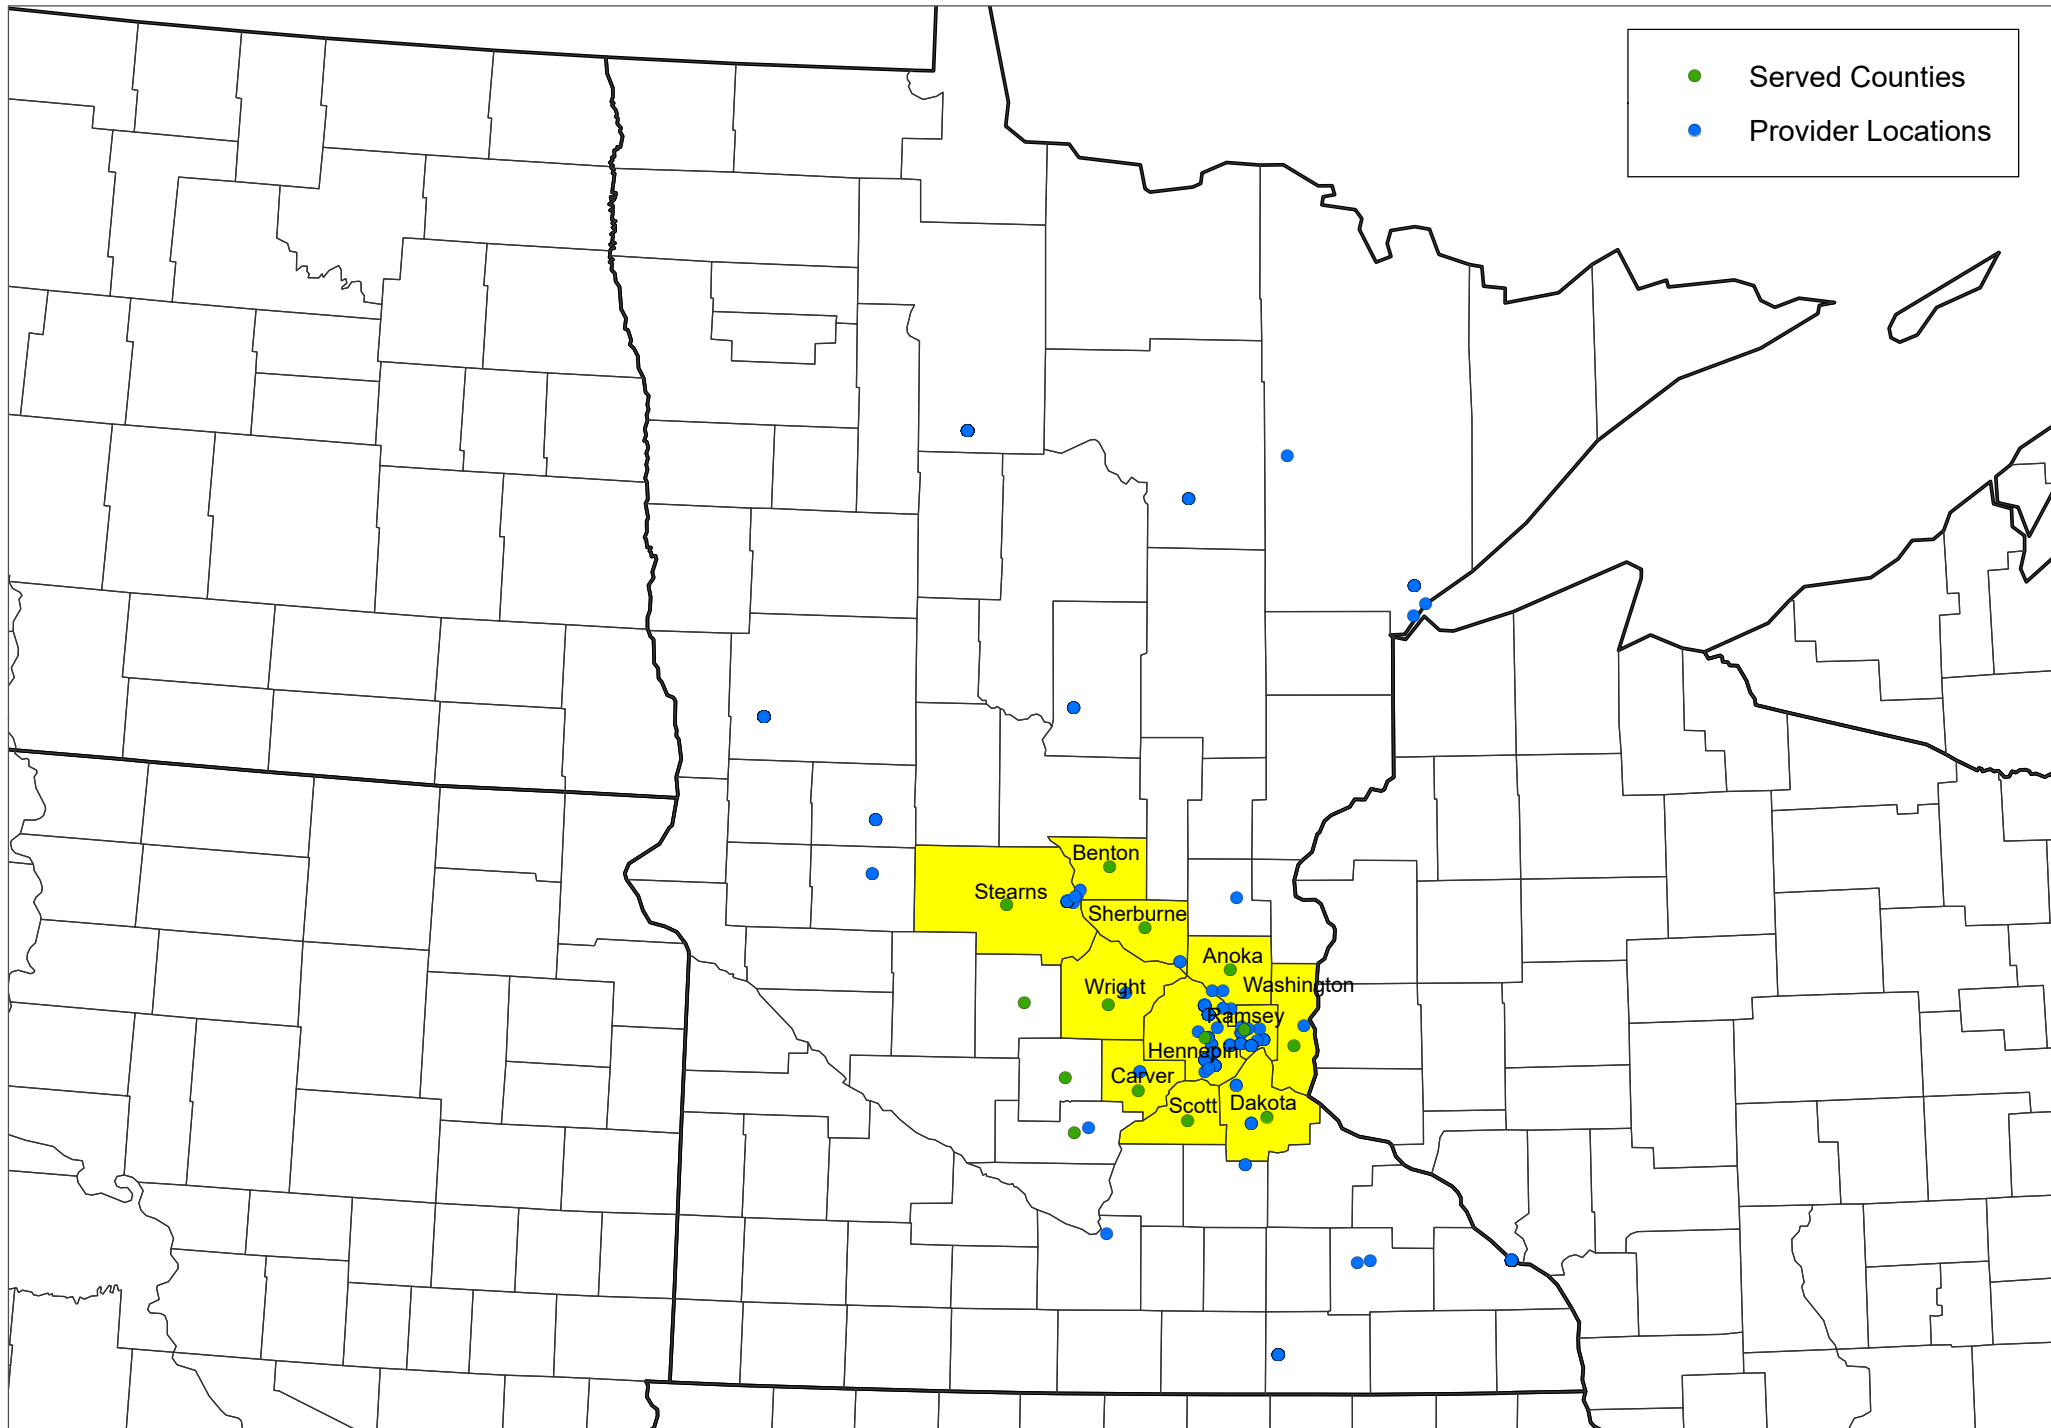 Served Counties
Provider Locations
Benton
Stearns
Sherburne
Anoka
Washington
Wright
Ramsey
Hennepin
Carver
Scott
Dakota